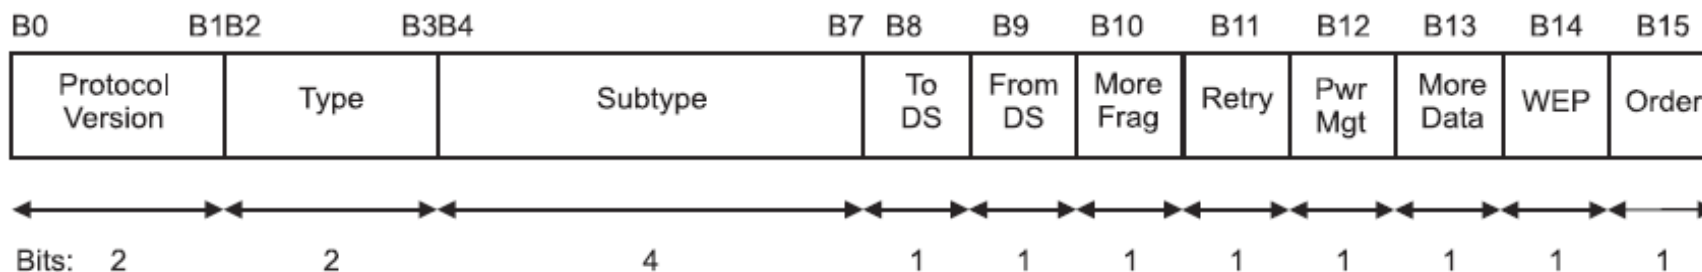 B0 B1B2 B3B4 B7 B8 B9 B10 B11 B12 B13 B14 B15
Protocol Version Type Subtype To DS From DS More Frag Retry Pwr Mgt More Data WEP Order
Bits: 2 2 4 1 1 1 1 1 1 1 1